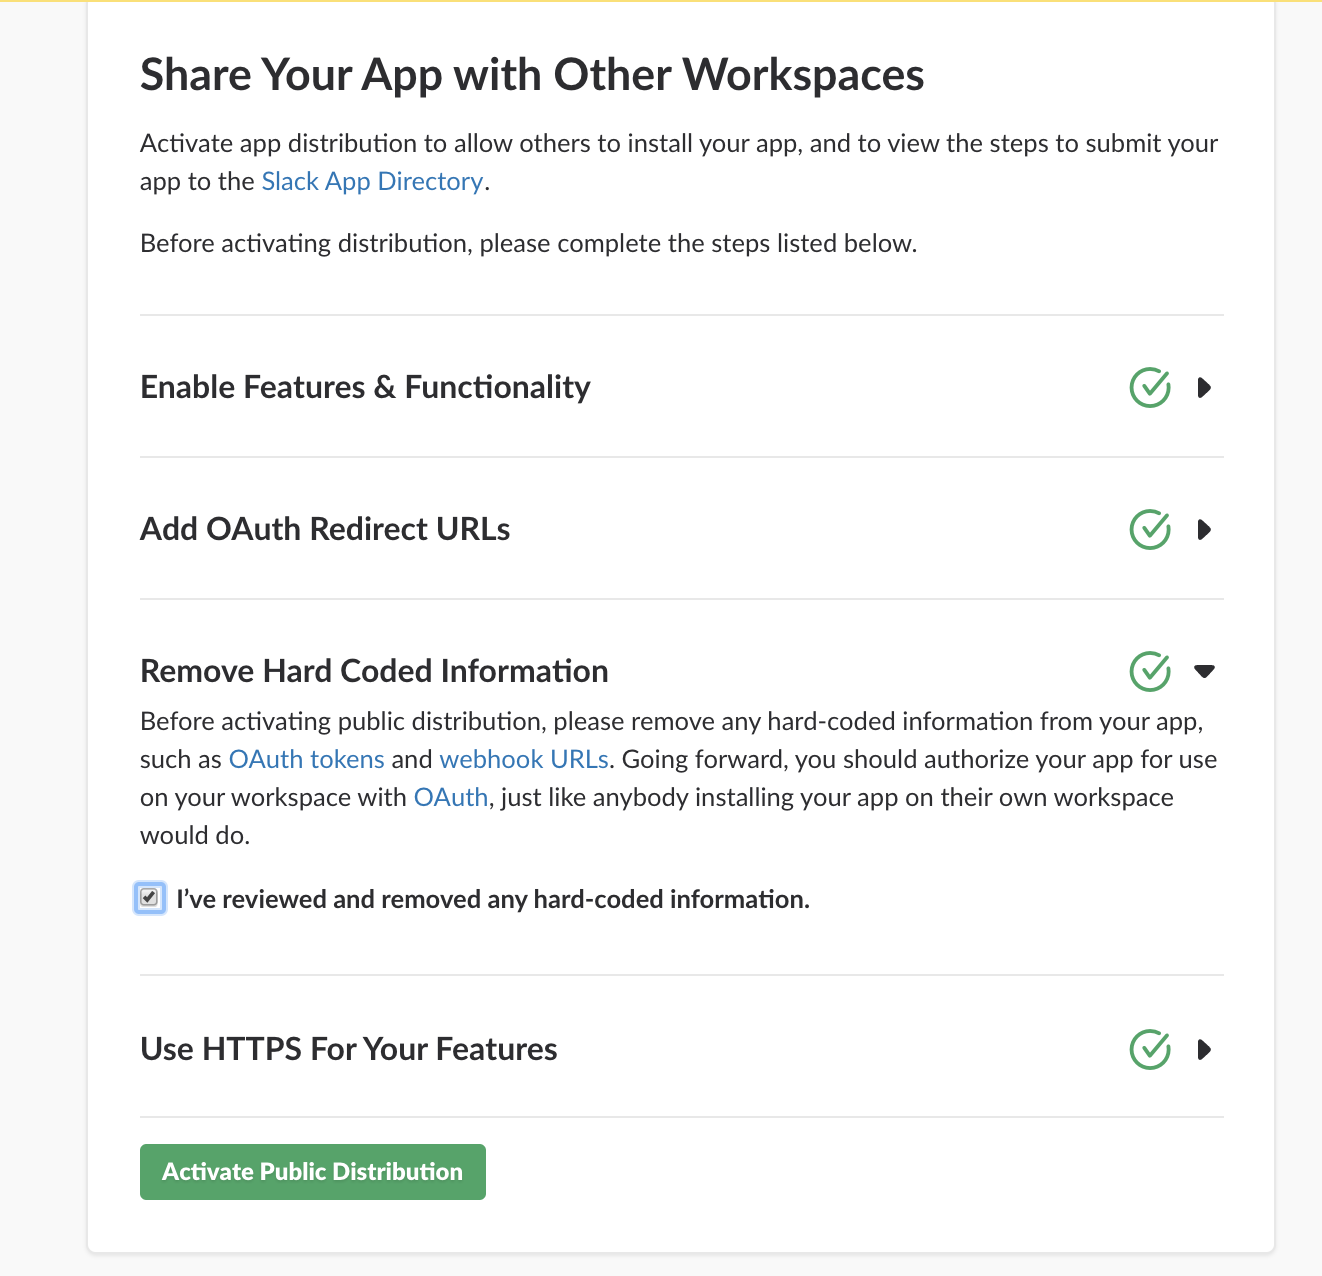 Share Your App with Other Workspaces
Activate app distribution to allow others to install your app, and to view the steps to submit your
app to the Slack App Directory.
Before activating distribution, please complete the steps listed below.
Enable Features & Functionality
Add OAuth Redirect URLs
Remove Hard Coded Information
Before activating public distribution, please remove any hard-coded information from your app,
such as OAuth tokens and webhook URLs. Going forward, you should authorize your app for use
on your workspace with OAuth, just like anybody installing your app on their own workspace
would do.
I’ve reviewed and removed any hard-coded information.
Use HTTPS For Your Features
Activate Public Distribution